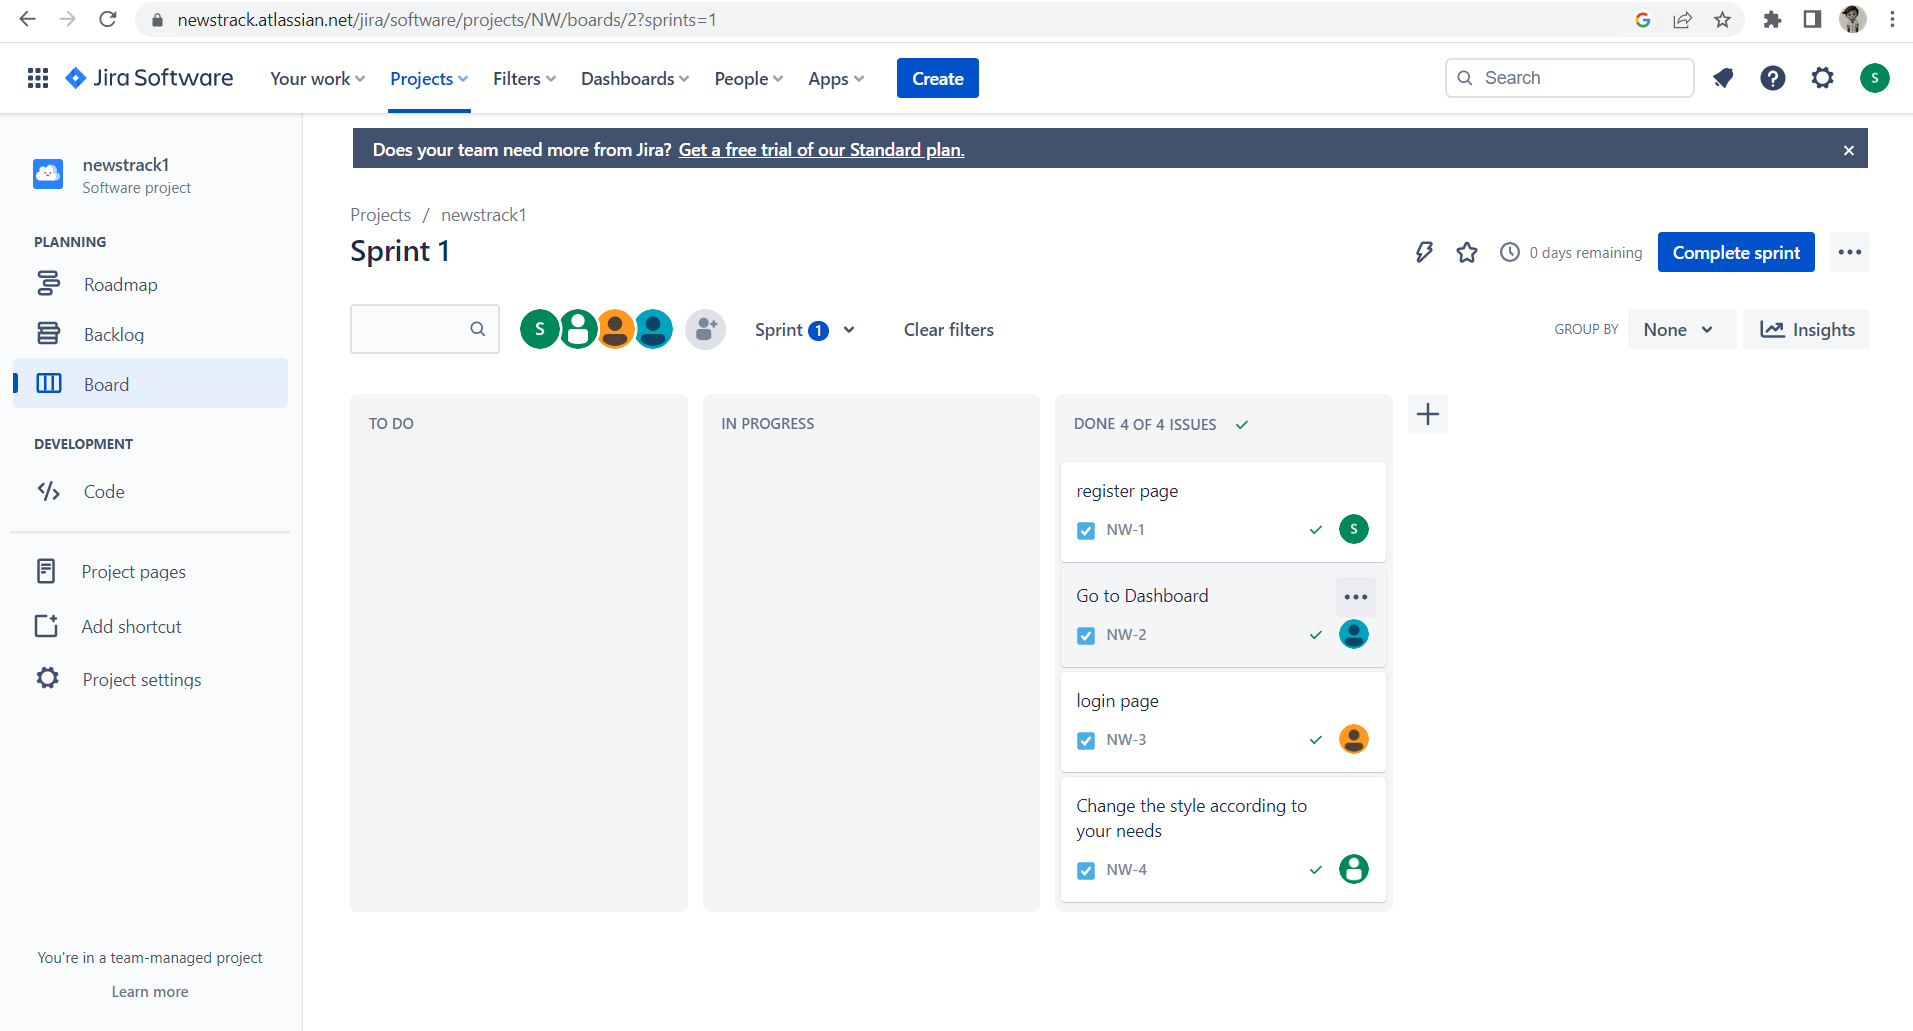 newstrack.atlassian.net/jira/software/projects/NW/boards/2?sprints=1
Jira Software Your work Projects Filters Dashboards People Apps Create Search S
Does your team need more from Jira? Get a free trial of our Standard plan.
newstrack1
Software project
PLANNING
Roadmap
Backlog
Board
DEVELOPMENT
Code
Project pages
Add shortcut
Project settings
You're in a team-managed project
Learn more
Projects / newstrack1
Sprint 1
0 days remaining Complete sprint
S Sprint 1 Clear filters GROUP BY None Insights
TO DO
IN PROGRESS
DONE 4 OF 4 ISSUES
register page
NW-1 S
Go to Dashboard
NW-2
login page
NW-3
Change the style according to
your needs
NW-4